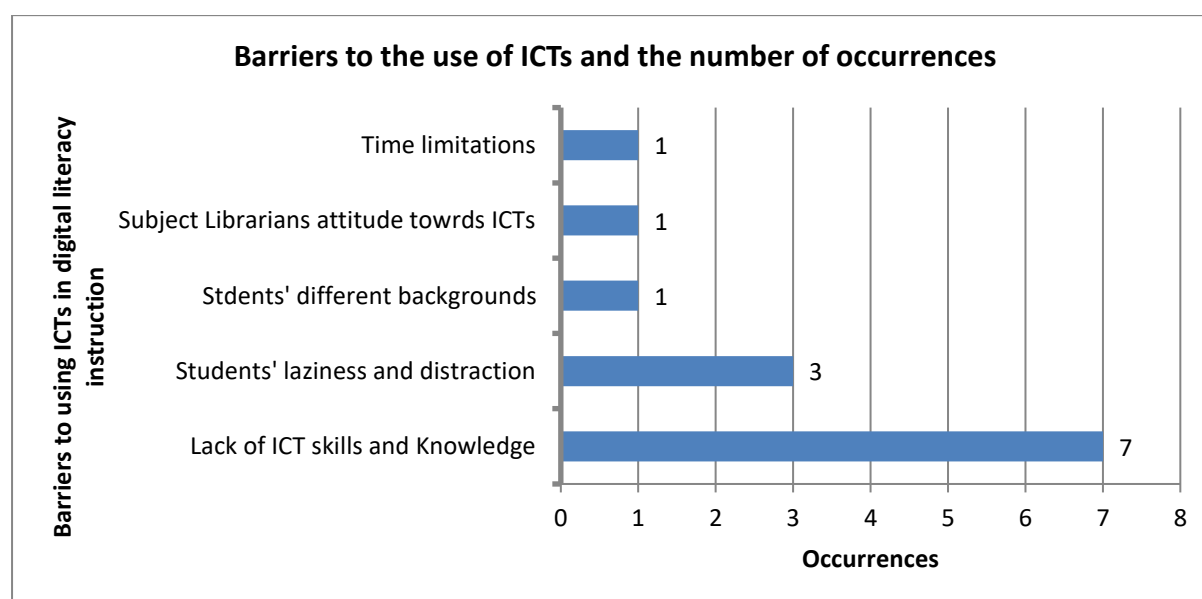 Barriers to the use of ICTs and the number of occurrences
Barriers to using ICTs in digital literacy
instruction
Time limitations
1
Subject Librarians attitude towrds ICTs
1
Stdents' different backgrounds
1
Students' laziness and distraction
3
Lack of ICT skills and Knowledge
7
0 1 2 3 4 5 6 7 8
Occurrences